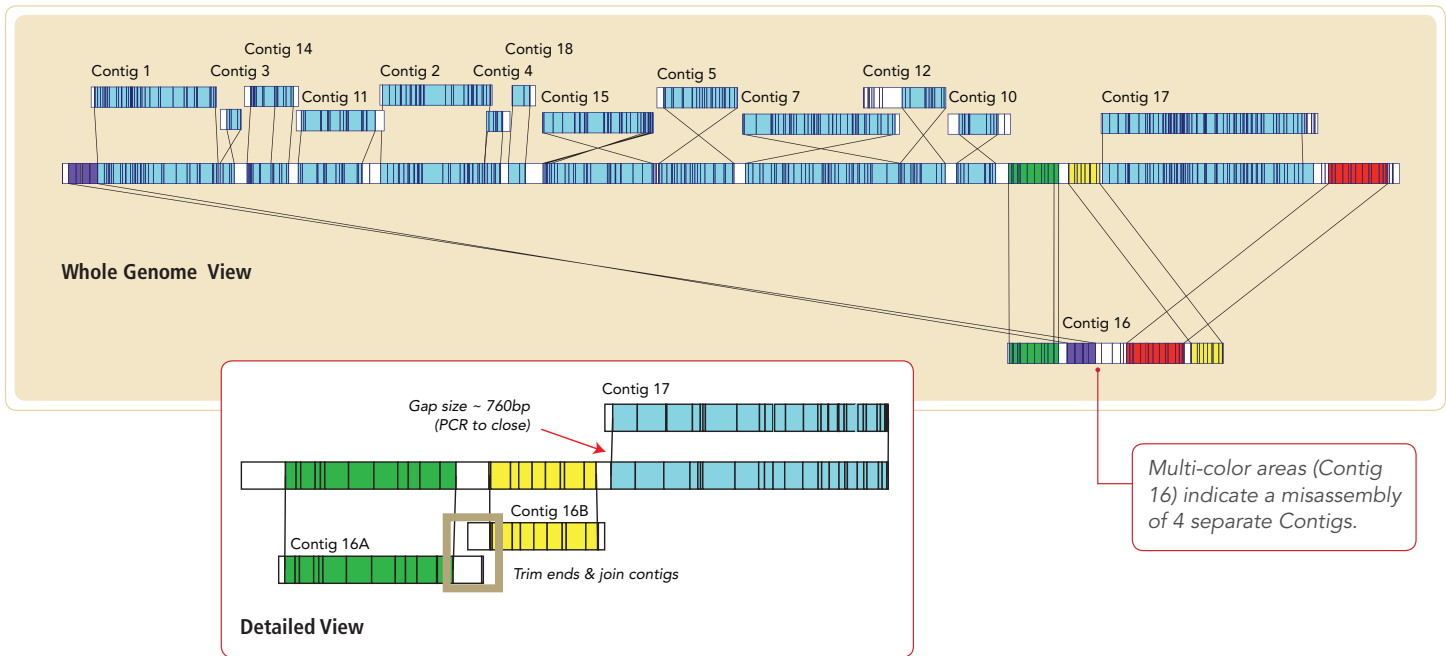 Contig 14
Contig 18
Contig 1
Contig 3
Contig 2
Contig 4
Contig 5
Contig 12
Contig 17
Contig 11
Contig 15
Contig 7
Contig 10
Whole Genome View
Contig 16
Contig 17
Gap size ~ 760bp
(PCR to close)
Contig 16B
Contig 16A
Trim ends & join contigs
Detailed View
Multi-color areas (Contig
16) indicate a misassembly
of 4 separate Contigs.